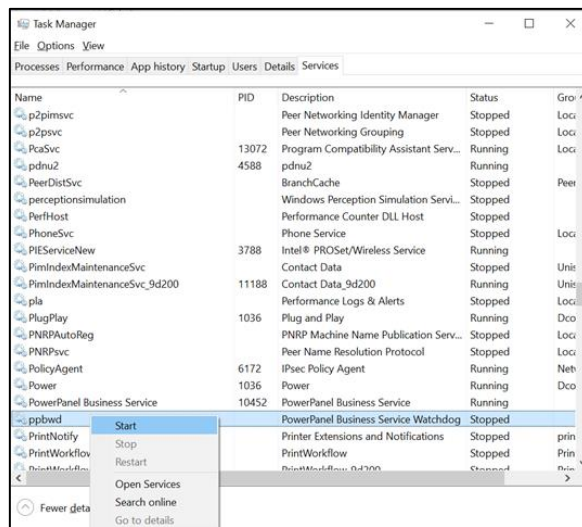 Task Manager
File Options View
Processes Performance App history Startup Users Details Services
Name PID Description Status Grou
p2pimsvc Peer Networking Identity Manager Stopped Loca
p2psvc Peer Networking Grouping Stopped Loca
PcaSvc 13072 Program Compatibility Assistant Serv... Running Loca
pdnu2 4588 pdnu2 Running
PeerDistSvc BranchCache Stopped Peer
perceptionsimulation Windows Perception Simulation Servi... Stopped
PerfHost Performance Counter DLL Host Stopped
PhoneSvc Phone Service Stopped Loca
PIEServiceNew 3788 Intel® PROSet/Wireless Service Running
PimIndexMaintenanceSvc Contact Data Stopped Unis
PimIndexMaintenanceSvc_9d200 11188 Contact Data_9d200 Running Unis
pla Performance Logs & Alerts Stopped Loca
PlugPlay 1036 Plug and Play Running Dco
PNRPAutoReg PNRP Machine Name Publication Serv... Stopped Loca
PNRPsvc Peer Name Resolution Protocol Stopped Loca
PolicyAgent 6172 IPsec Policy Agent Running Netv
Power 1036 Power Running Dco
PowerPanel Business Service 10452 PowerPanel Business Service Running
ppbwd PowerPanel Business Service Watchdog Stopped
Start
PrintNotify Printer Extensions and Notifications Stopped prin
Stop
PrintWorkflow PrintWorkflow Stopped Prin
Restart
PrintWorkflow PrintWorkflow_9d200 Stopped Prin
Open Services
Search online
Fewer deta
Go to details